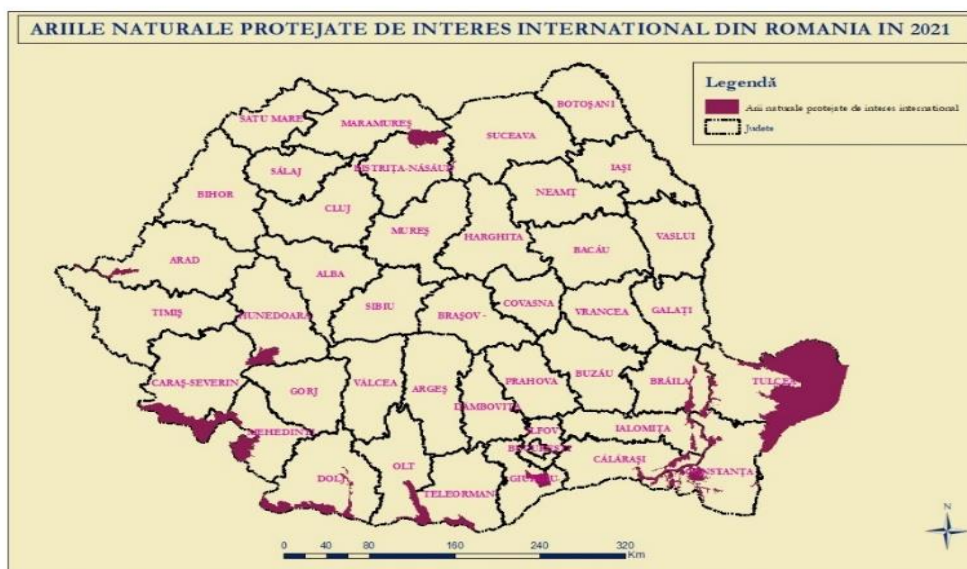 ARIILE NATURALE PROTEJATE DE INTERES INTERNATIONAL DIN ROMANIA IN 2021
Legendă
Arii naturale protejate de interes international
Judete
BOTOȘANI
SATU MARE
MARAMUREȘ
SUCEAVA
BISTRIȚA-NĂSĂUD
IAȘI
SĂLAJ
BIHOR
NEAMȚ
CLUJ
MUREȘ
HARGHITA
VASLUI
BACĂU
ARAD
ALBA
TIMIȘ
HUNEDOARA
SIBIU
BRAȘOV -
COVASNA
VRANCEA
GALAȚI
CARAȘ-SEVERIN
GORJ
VÂLCEA
ARGEȘ
PRAHOVA
BUZĂU
BRĂILA
TULCEA
DÂMBOVIȚA
MEHEDINȚI
ILFOV
IALOMIȚA
BUCUREȘTI
CĂLĂRAȘI
CONSTANȚA
DOLJ
OLT
GIURGIU
TELEORMAN
N
0 20 40 80 160 240 320
Km